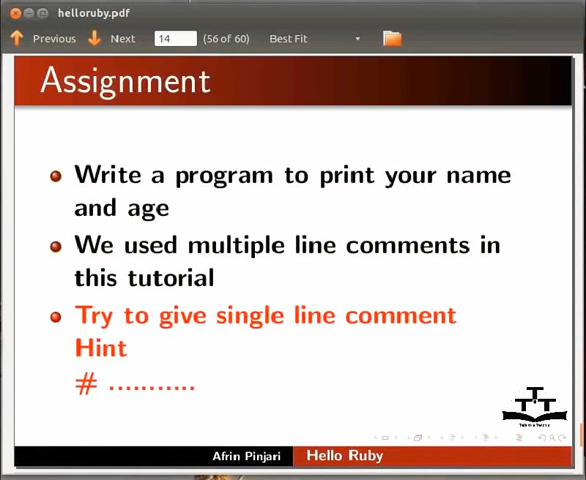 helloruby.pdf
Previous Next 14 (56 of 60) Best Fit
Assignment
Write a program to print your name
and age
We used multiple line comments in
this tutorial
Try to give single line comment
Hint
# ...........
Afrin Pinjari Hello Ruby